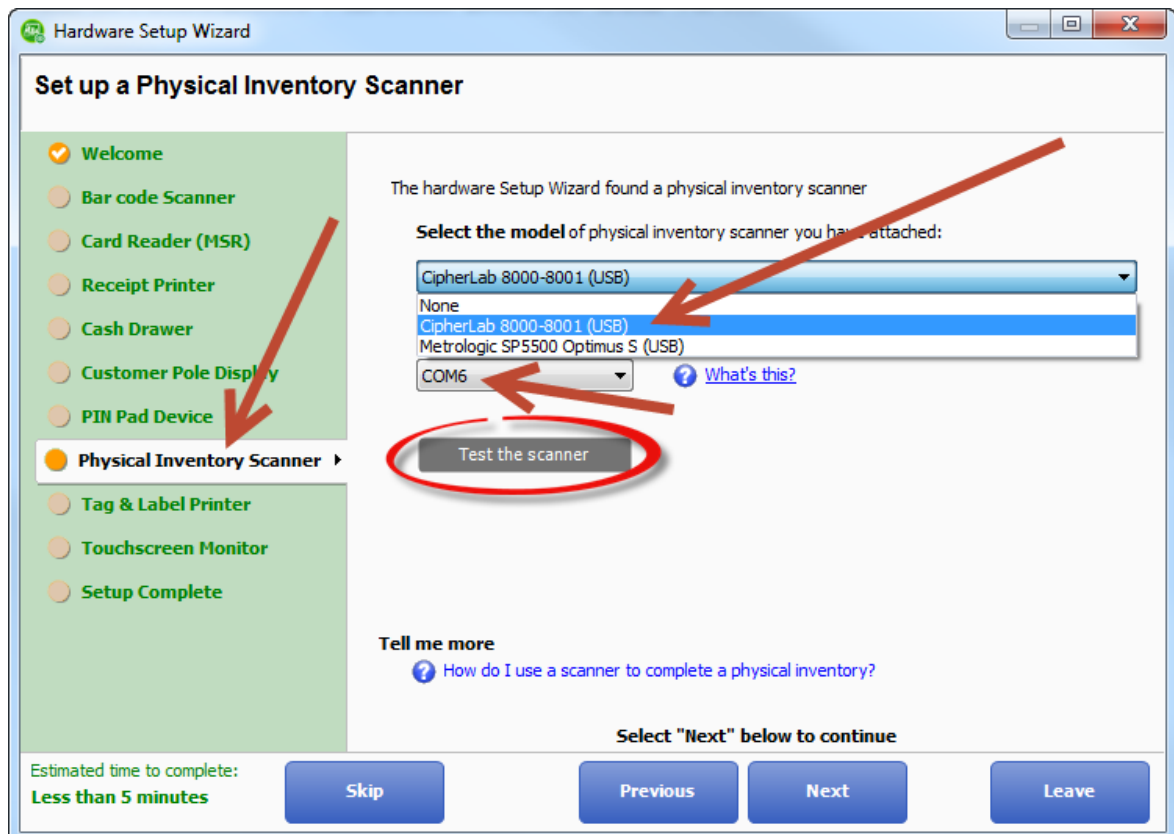 Hardware Setup Wizard
Set up a Physical Inventory Scanner
Welcome
Bar code Scanner
Card Reader (MSR)
Receipt Printer
Cash Drawer
Customer Pole Display
PIN Pad Device
Physical Inventory Scanner
Tag & Label Printer
Touchscreen Monitor
Setup Complete
The hardware Setup Wizard found a physical inventory scanner
Select the model of physical inventory scanner you have attached:
CipherLab 8000-8001 (USB)
None
CipherLab 8000-8001 (USB)
Metrologic SP5500 Optimus S (USB)
COM6
What's this?
Test the scanner
Tell me more
How do I use a scanner to complete a physical inventory?
Select "Next" below to continue
Estimated time to complete:
Less than 5 minutes
Skip
Previous
Next
Leave